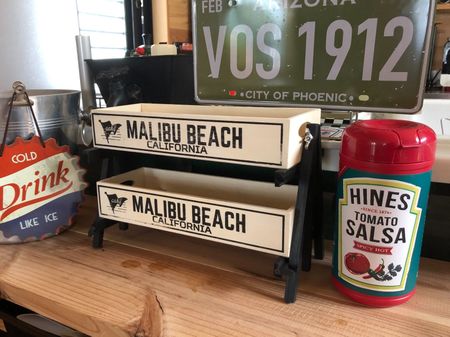 FEB ARIZONA
VOS 1912
CITY OF PHOENIC
MALIBU BEACH
CALIFORNIA
MALIBU BEACH
CALIFORNIA
COLD
Drink
LIKE ICE
HINES
SINCE 1905
TOMATO
SALSA
SPICY HOT